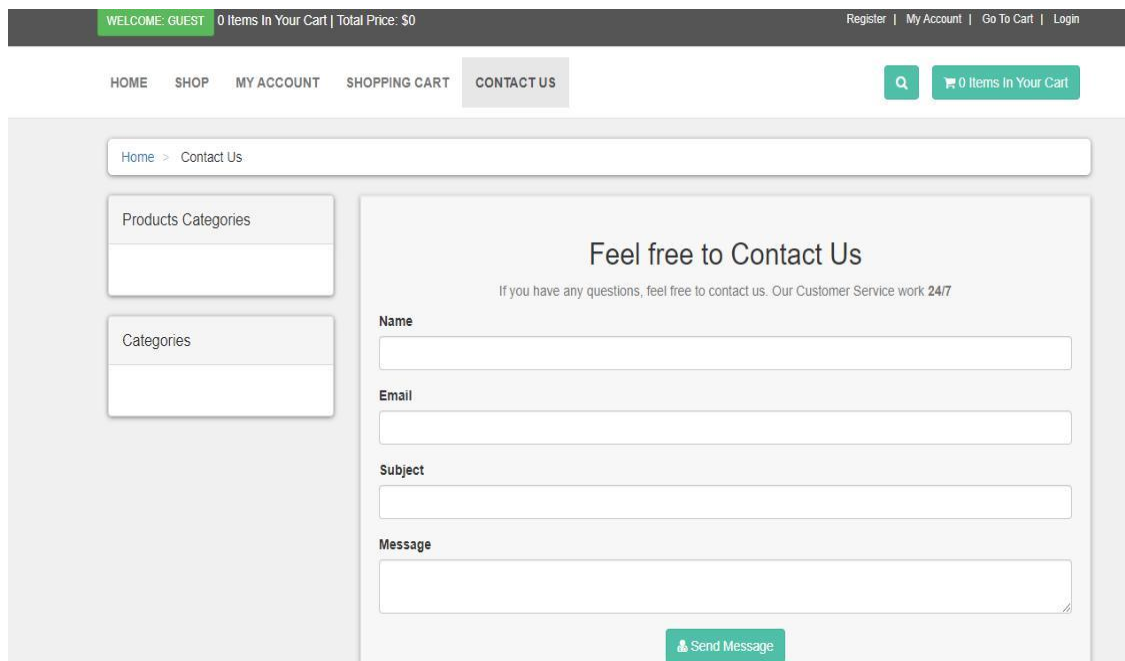 WELCOME: GUEST 0 Items In Your Cart | Total Price: $0 Register | My Account | Go To Cart | Login
HOME SHOP MY ACCOUNT SHOPPING CART CONTACT US 0 Items In Your Cart
Home > Contact Us
Products Categories
Categories
Feel free to Contact Us
If you have any questions, feel free to contact us. Our Customer Service work 24/7
Name
Email
Subject
Message
Send Message